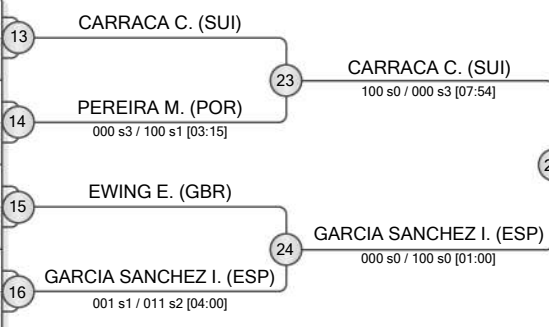 13
CARRACA C. (SUI)
14
PEREIRA M. (POR)
000 s3 / 100 s1 [03:15]
23
CARRACA C. (SUI)
100 s0 / 000 s3 [07:54]
15
EWING E. (GBR)
16
GARCIA SANCHEZ I. (ESP)
001 s1 / 011 s2 [04:00]
24
GARCIA SANCHEZ I. (ESP)
000 s0 / 100 s0 [01:00]